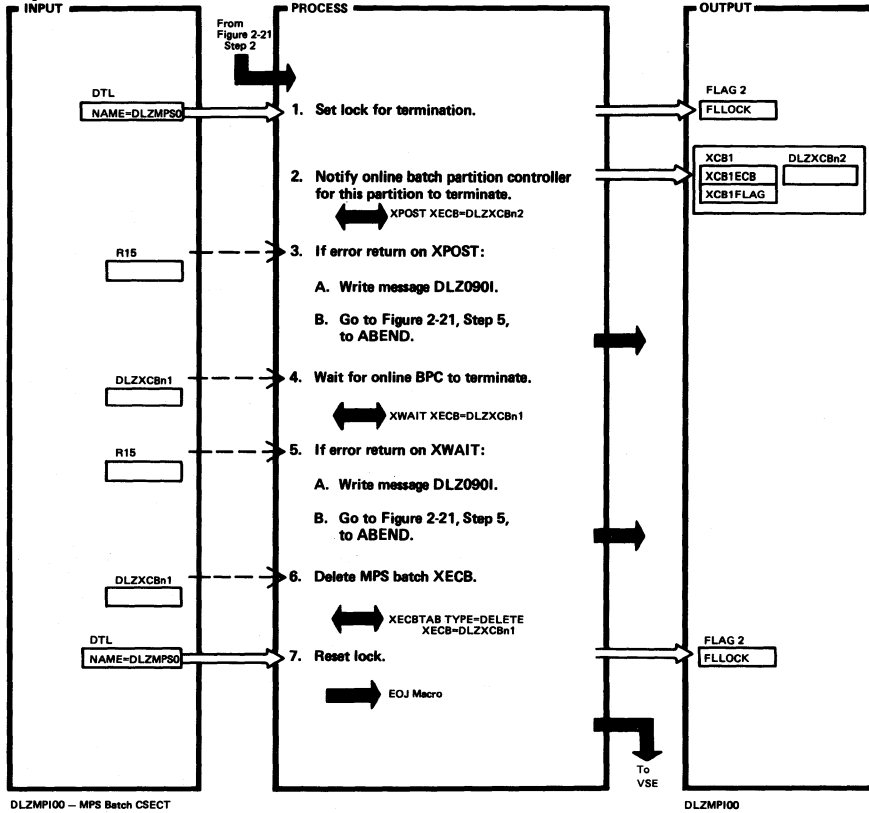 INPUT
PROCESS
OUTPUT
From
Figure 2-21
Step 2
DTL
NAME=DLZMPS0
1. Set lock for termination.
FLAG 2
FLLOCK
2. Notify online batch partition controller
for this partition to terminate.
XPOST XECB=DLZXCBn2
XCB1
DLZXCBn2
XCB1ECB
XCB1FLAG
R15
3. If error return on XPOST:
A. Write message DLZ090I.
B. Go to Figure 2-21, Step 5,
to ABEND.
DLZXCBn1
4. Wait for online BPC to terminate.
XWAIT XECB=DLZXCBn1
R15
5. If error return on XWAIT:
A. Write message DLZ090I.
B. Go to Figure 2-21, Step 5,
to ABEND.
DLZXCBn1
6. Delete MPS batch XECB.
XECBTAB TYPE=DELETE
XECB=DLZXCBn1
DTL
NAME=DLZMPS0
7. Reset lock.
FLAG 2
FLLOCK
EOJ Macro
To
VSE
DLZMPI00 — MPS Batch CSECT
DLZMPI00